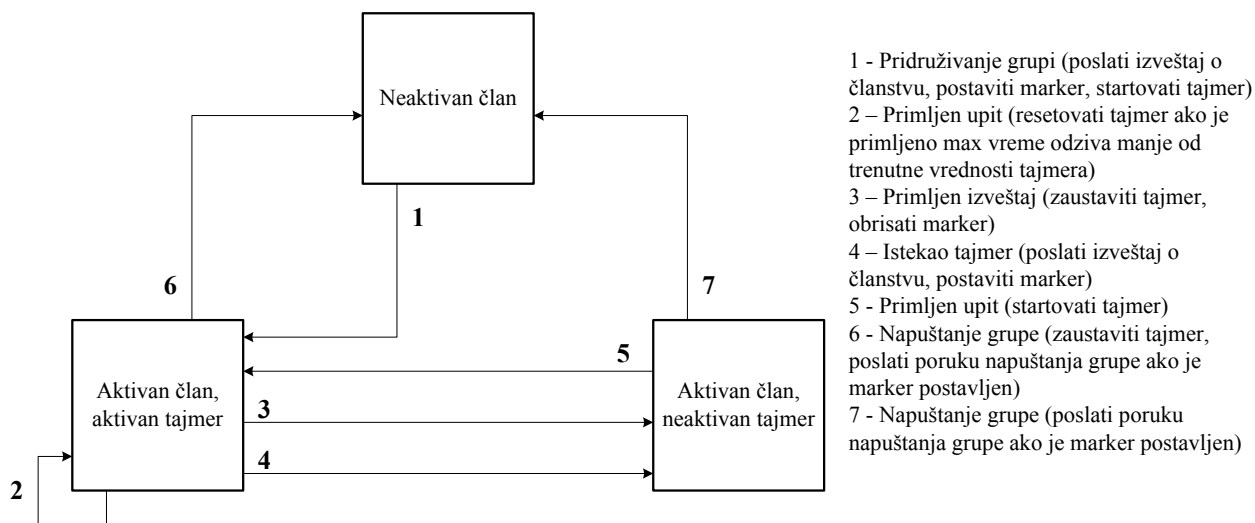 Neaktivan član
1
6
7
5
Aktivan član,
aktivan tajmer
3
4
2
Aktivan član,
neaktivan tajmer
1 - Pridruživanje grupi (poslati izveštaj o
članstvu, postaviti marker, startovati tajmer)
2 – Primljen upit (resetovati tajmer ako je
primljeno max vreme odziva manje od
trenutne vrednosti tajmera)
3 – Primljen izveštaj (zaustaviti tajmer,
obrisati marker)
4 – Istekao tajmer (poslati izveštaj o
članstvu, postaviti marker)
5 - Primljen upit (startovati tajmer)
6 - Napuštanje grupe (zaustaviti tajmer,
poslati poruku napuštanja grupe ako je
marker postavljen)
7 - Napuštanje grupe (poslati poruku
napuštanja grupe ako je marker postavljen)